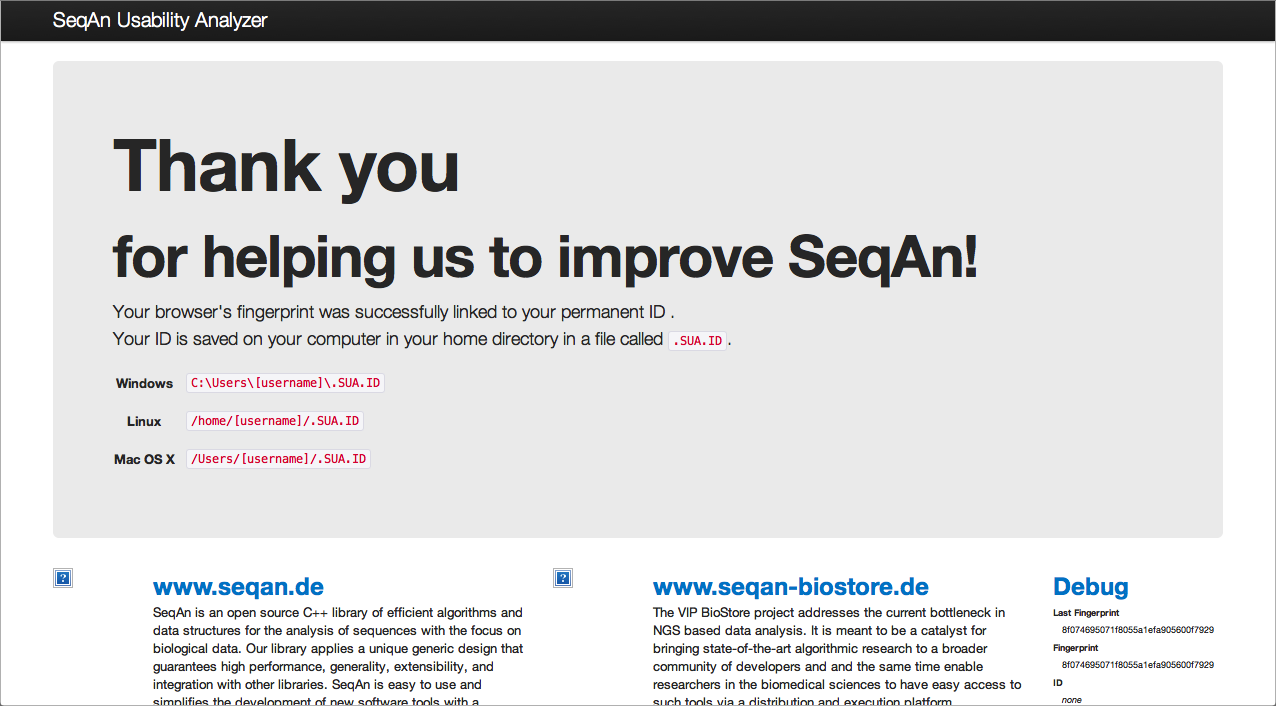 SeqAn Usability Analyzer
Thank you
for helping us to improve SeqAn!
Your browser's fingerprint was successfully linked to your permanent ID .
Your ID is saved on your computer in your home directory in a file called .SUA.ID.
Windows C:\Users\[username]\.SUA.ID
Linux /home/[username]/.SUA.ID
Mac OS X /Users/[username]/.SUA.ID
www.seqan.de
SeqAn is an open source C++ library of efficient algorithms and
data structures for the analysis of sequences with the focus on
biological data. Our library applies a unique generic design that
guarantees high performance, generality, extensibility, and
integration with other libraries. SeqAn is easy to use and
simplifies the development of new software tools with a
www.seqan-biostore.de
The VIP BioStore project addresses the current bottleneck in
NGS based data analysis. It is meant to be a catalyst for
bringing state-of-the-art algorithmic research to a broader
community of developers and and the same time enable
researchers in the biomedical sciences to have easy access to
such tools via a distribution and execution platform.
Debug
Last Fingerprint
8f074695071f8055a1efa905600f7929
Fingerprint
8f074695071f8055a1efa905600f7929
ID
none